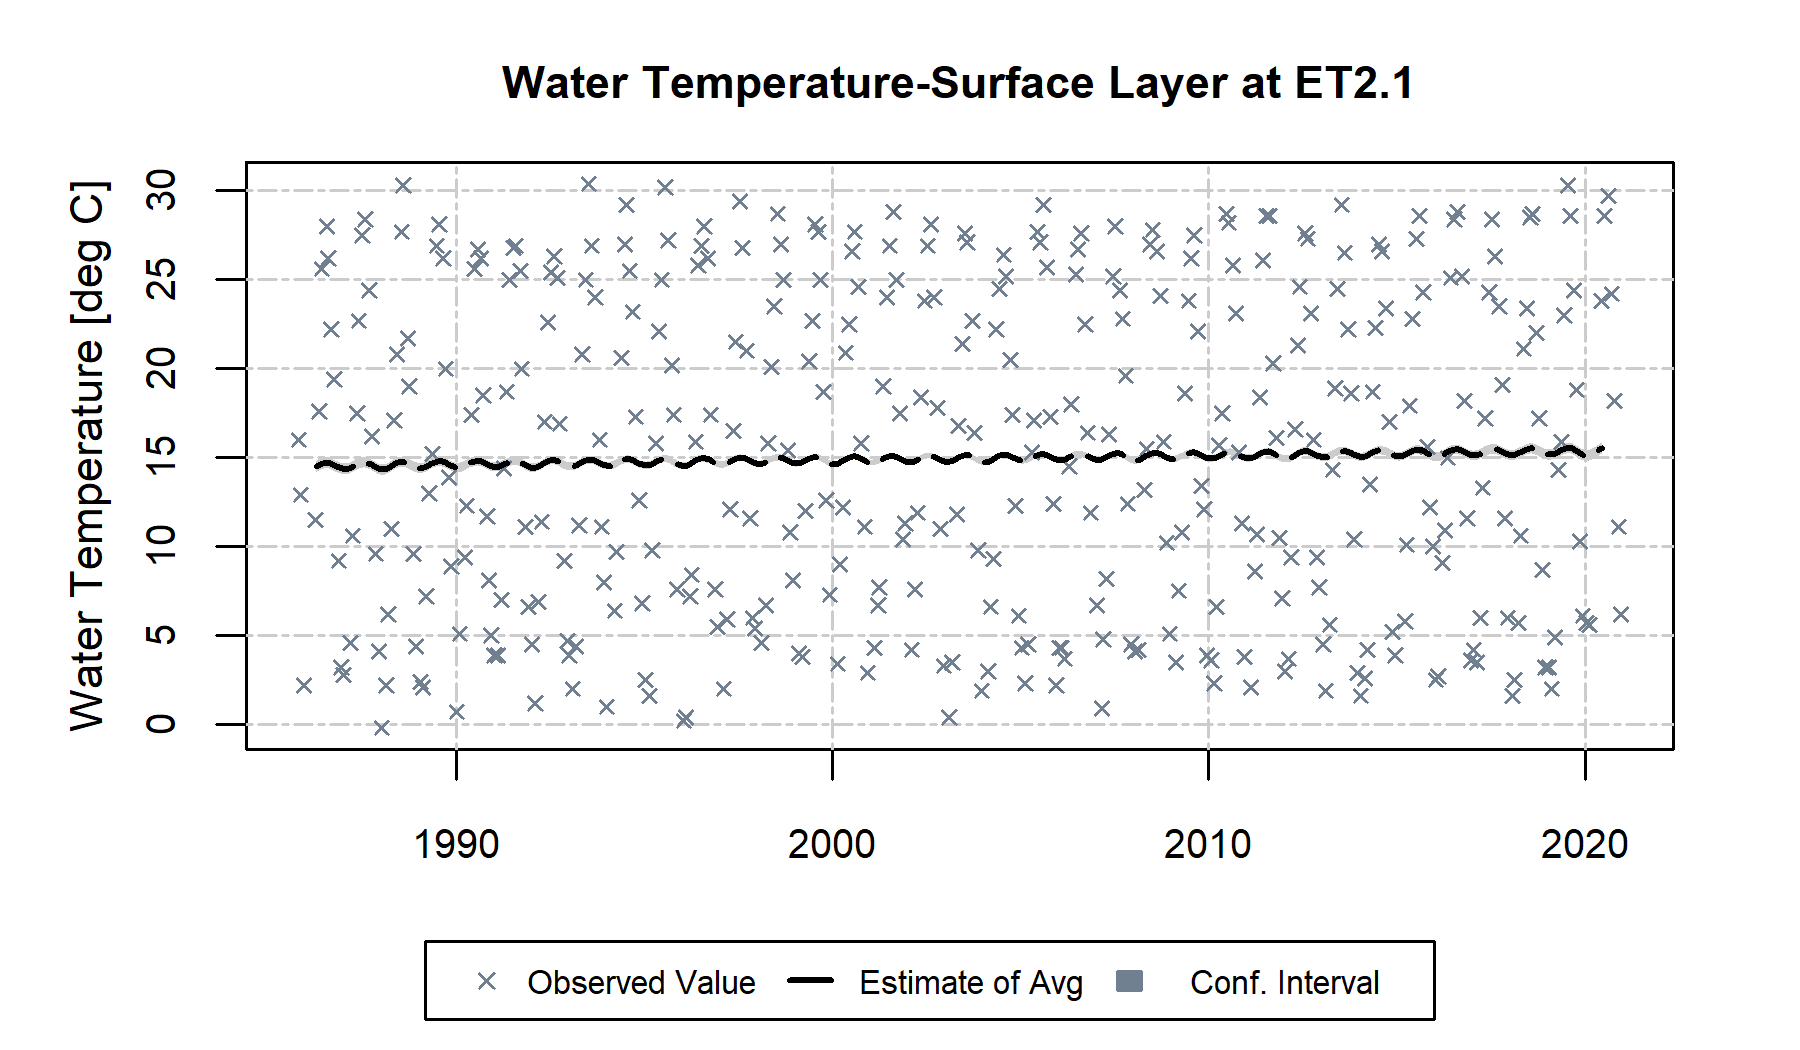 Water Temperature-Surface Layer at ET2.1
Water Temperature [deg C]
30
25
20
15
10
5
0
1990 2000 2010 2020
Observed Value Estimate of Avg Conf. Interval